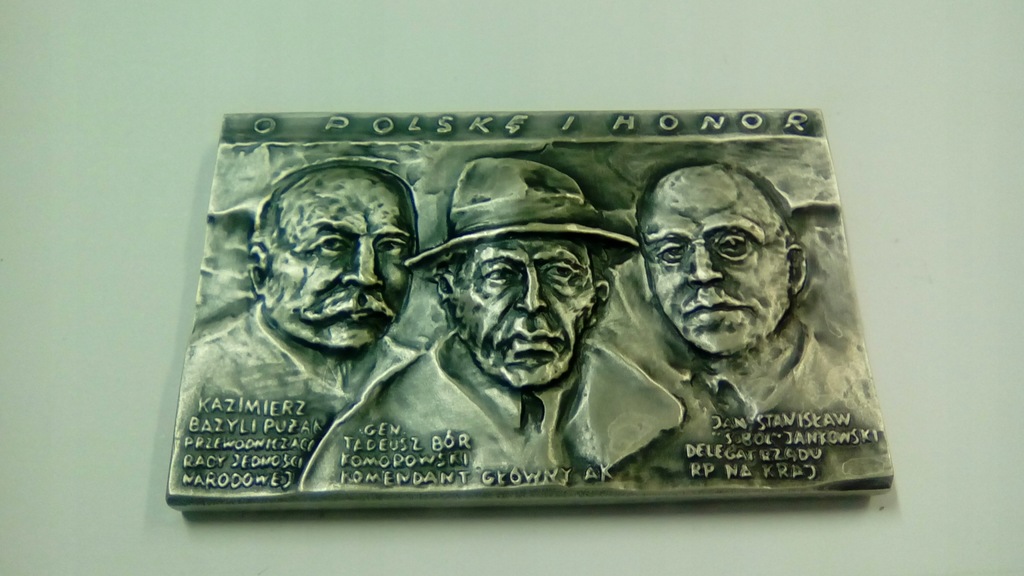 O POLSKĘ I HONOR
KAZIMIERZ
BAZYLI PUŻAK
PRZEWODNICZĄCY
RADY JEDNOŚCI
NARODOWEJ
GEN.
TADEUSZ BÓR
KOMOROWSKI
KOMENDANT GŁÓWNY AK
JAN STANISŁAW
"SOBÓL" JANKOWSKI
DELEGAT RZĄDU
RP NA KRAJ